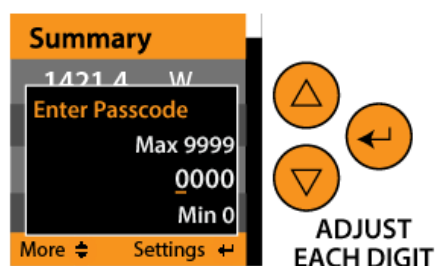 Summary
1421.4 W
Enter Passcode
Max 9999
0000
Min 0
More Settings
ADJUST
EACH DIGIT